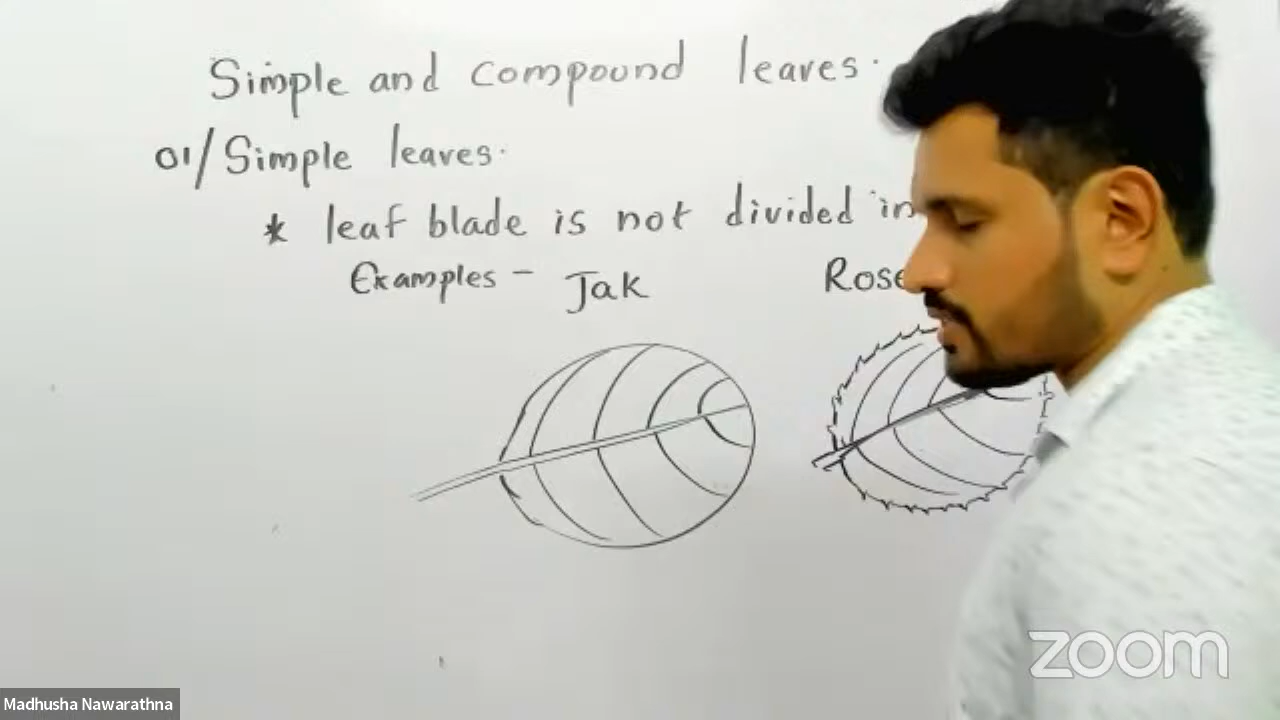 Simple and compound leaves.
01/ Simple leaves.
* leaf blade is not divided in
Examples - Jak Rose
zoom
Madhusha Nawarathna